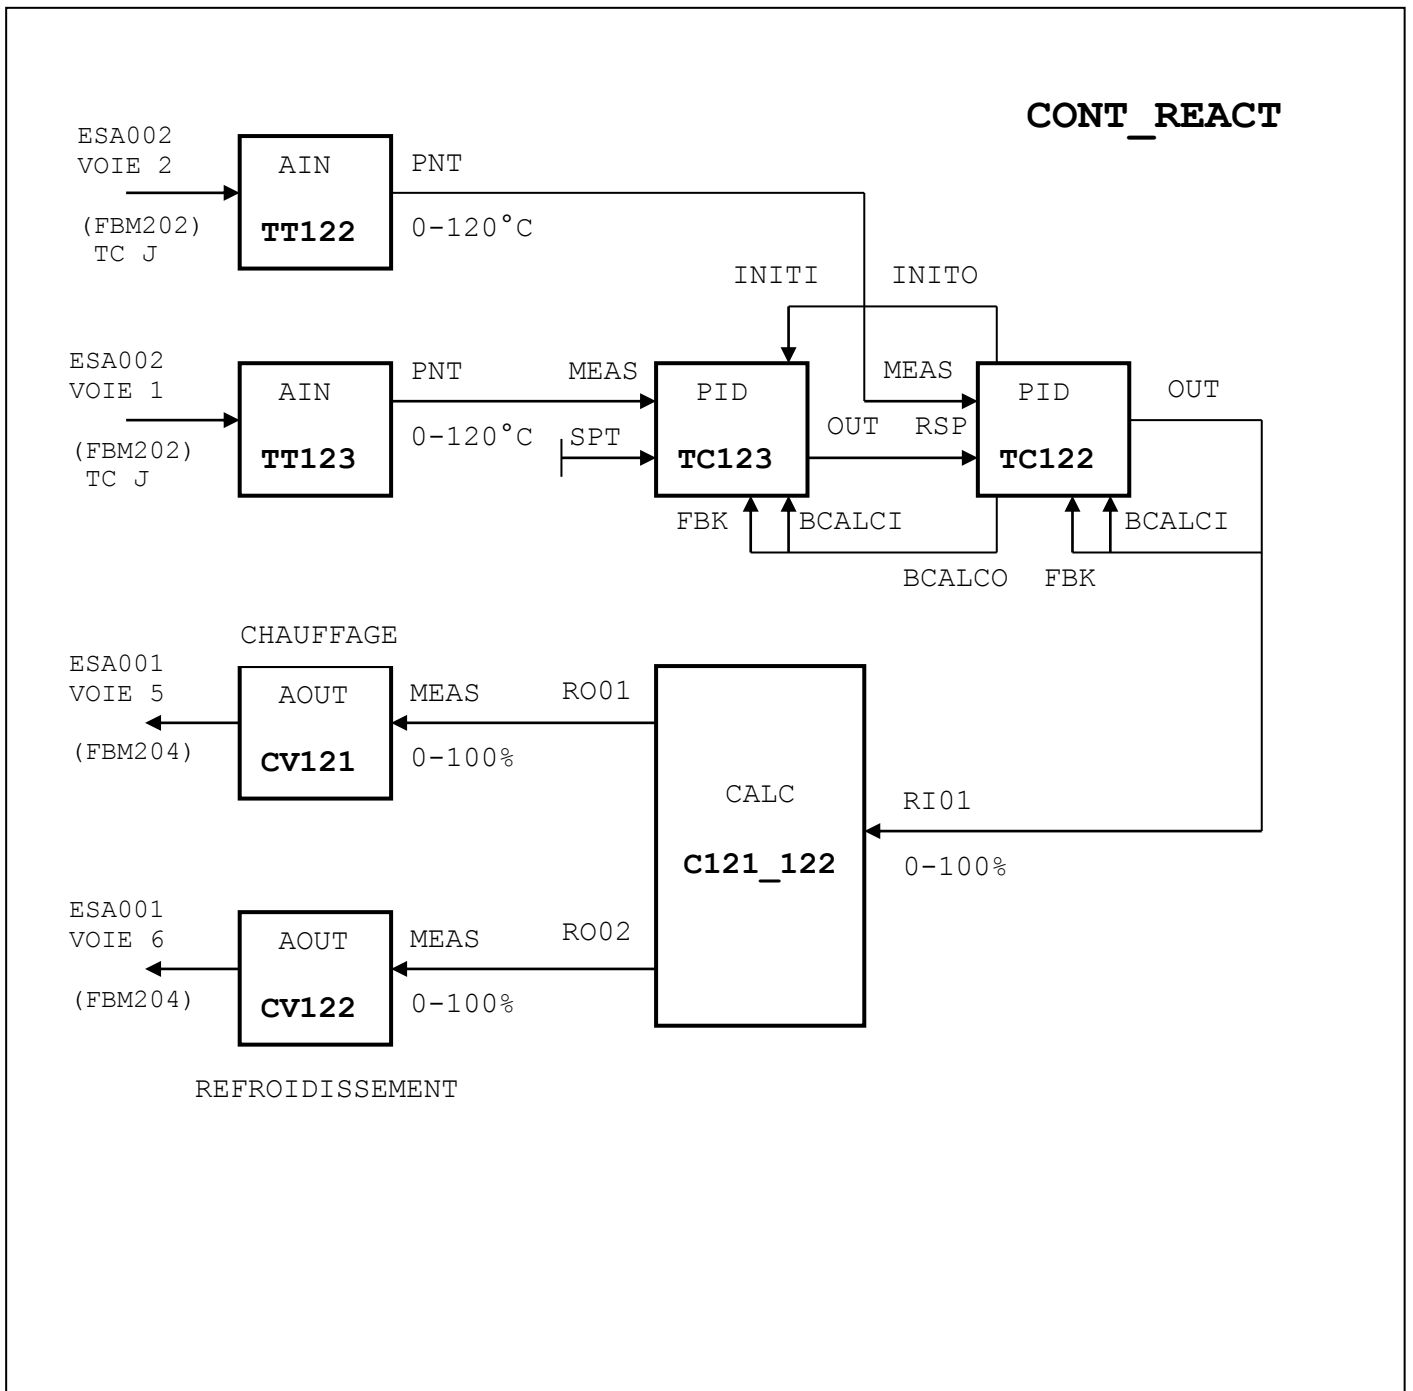 CONT_REACT
ESA002
VOIE 2
(FBM202)
TC J
AIN
TT122
PNT
0-120°C
INITI
INITO
ESA002
VOIE 1
(FBM202)
TC J
AIN
TT123
PNT
0-120°C
MEAS
SPT
PID
TC123
OUT
MEAS
RSP
PID
TC122
OUT
FBK
BCALCI
BCALCO
FBK
BCALCI
CHAUFFAGE
ESA001
VOIE 5
(FBM204)
AOUT
CV121
MEAS
0-100%
RO01
CALC
C121_122
RI01
0-100%
ESA001
VOIE 6
(FBM204)
AOUT
CV122
MEAS
0-100%
RO02
REFROIDISSEMENT